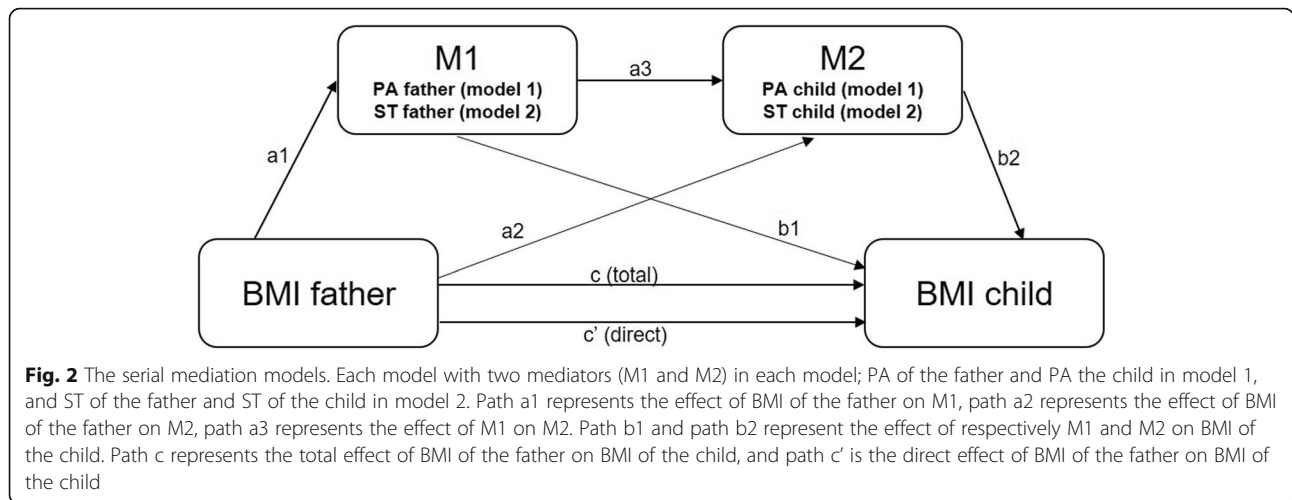 M1
PA father (model 1)
ST father (model 2)
a3
M2
PA child (model 1)
ST child (model 2)
a1
a2
b1
b2
BMI father
c (total)
c’ (direct)
BMI child
Fig. 2 The serial mediation models. Each model with two mediators (M1 and M2) in each model; PA of the father and PA the child in model 1,
and ST of the father and ST of the child in model 2. Path a1 represents the effect of BMI of the father on M1, path a2 represents the effect of BMI
of the father on M2, path a3 represents the effect of M1 on M2. Path b1 and path b2 represent the effect of respectively M1 and M2 on BMI of
the child. Path c represents the total effect of BMI of the father on BMI of the child, and path c’ is the direct effect of BMI of the father on BMI of
the child